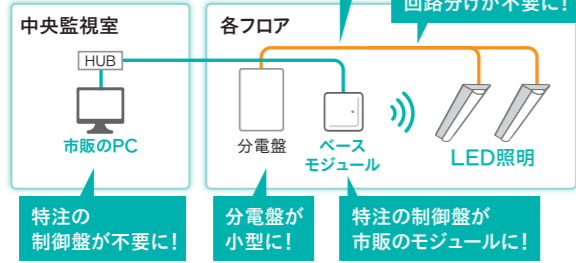 回路分けが不要に!
中央監視室
各フロア
HUB
市販のPC
分電盤
ベース
モジュール
LED照明
特注の
制御盤が不要に!
分電盤が
小型に!
特注の制御盤が
市販のモジュールに!